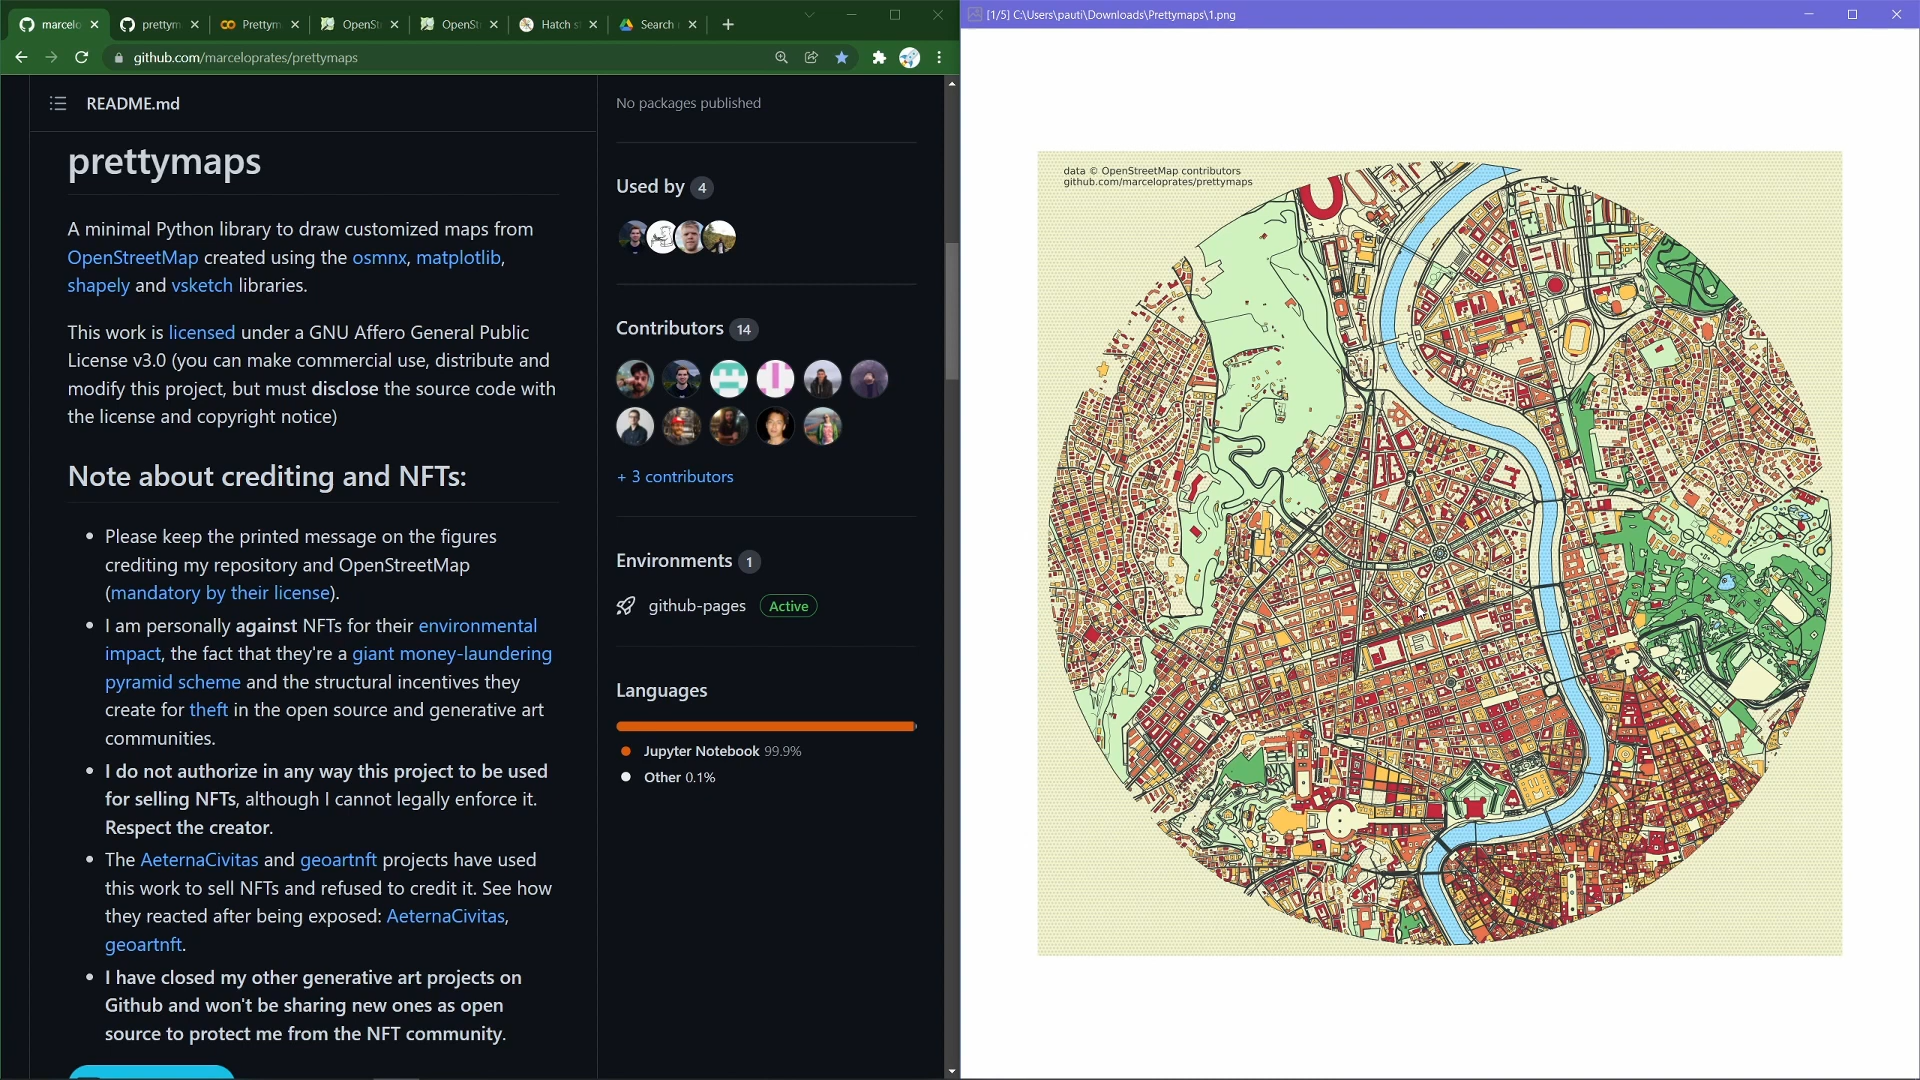 marcelo
prettym
Prettym
OpenSt
OpenSt
Hatch s
Search
github.com/marceloprates/prettymaps
README.md
prettymaps
A minimal Python library to draw customized maps from
OpenStreetMap created using the osmnx, matplotlib,
shapely and vsketch libraries.
This work is licensed under a GNU Affero General Public
License v3.0 (you can make commercial use, distribute and
modify this project, but must disclose the source code with
the license and copyright notice)
Note about crediting and NFTs:
Please keep the printed message on the figures
crediting my repository and OpenStreetMap
(mandatory by their license).
I am personally against NFTs for their environmental
impact, the fact that they're a giant money-laundering
pyramid scheme and the structural incentives they
create for theft in the open source and generative art
communities.
I do not authorize in any way this project to be used
for selling NFTs, although I cannot legally enforce it.
Respect the creator.
The AeternaCivitas and geoartnft projects have used
this work to sell NFTs and refused to credit it. See how
they reacted after being exposed: AeternaCivitas,
geoartnft.
I have closed my other generative art projects on
Github and won't be sharing new ones as open
source to protect me from the NFT community.
No packages published
Used by 4
Contributors 14
+ 3 contributors
Environments 1
github-pages Active
Languages
Jupyter Notebook 99.9%
Other 0.1%
[1/5] C:\Users\pauti\Downloads\Prettymaps\1.png
data © OpenStreetMap contributors
github.com/marceloprates/prettymaps